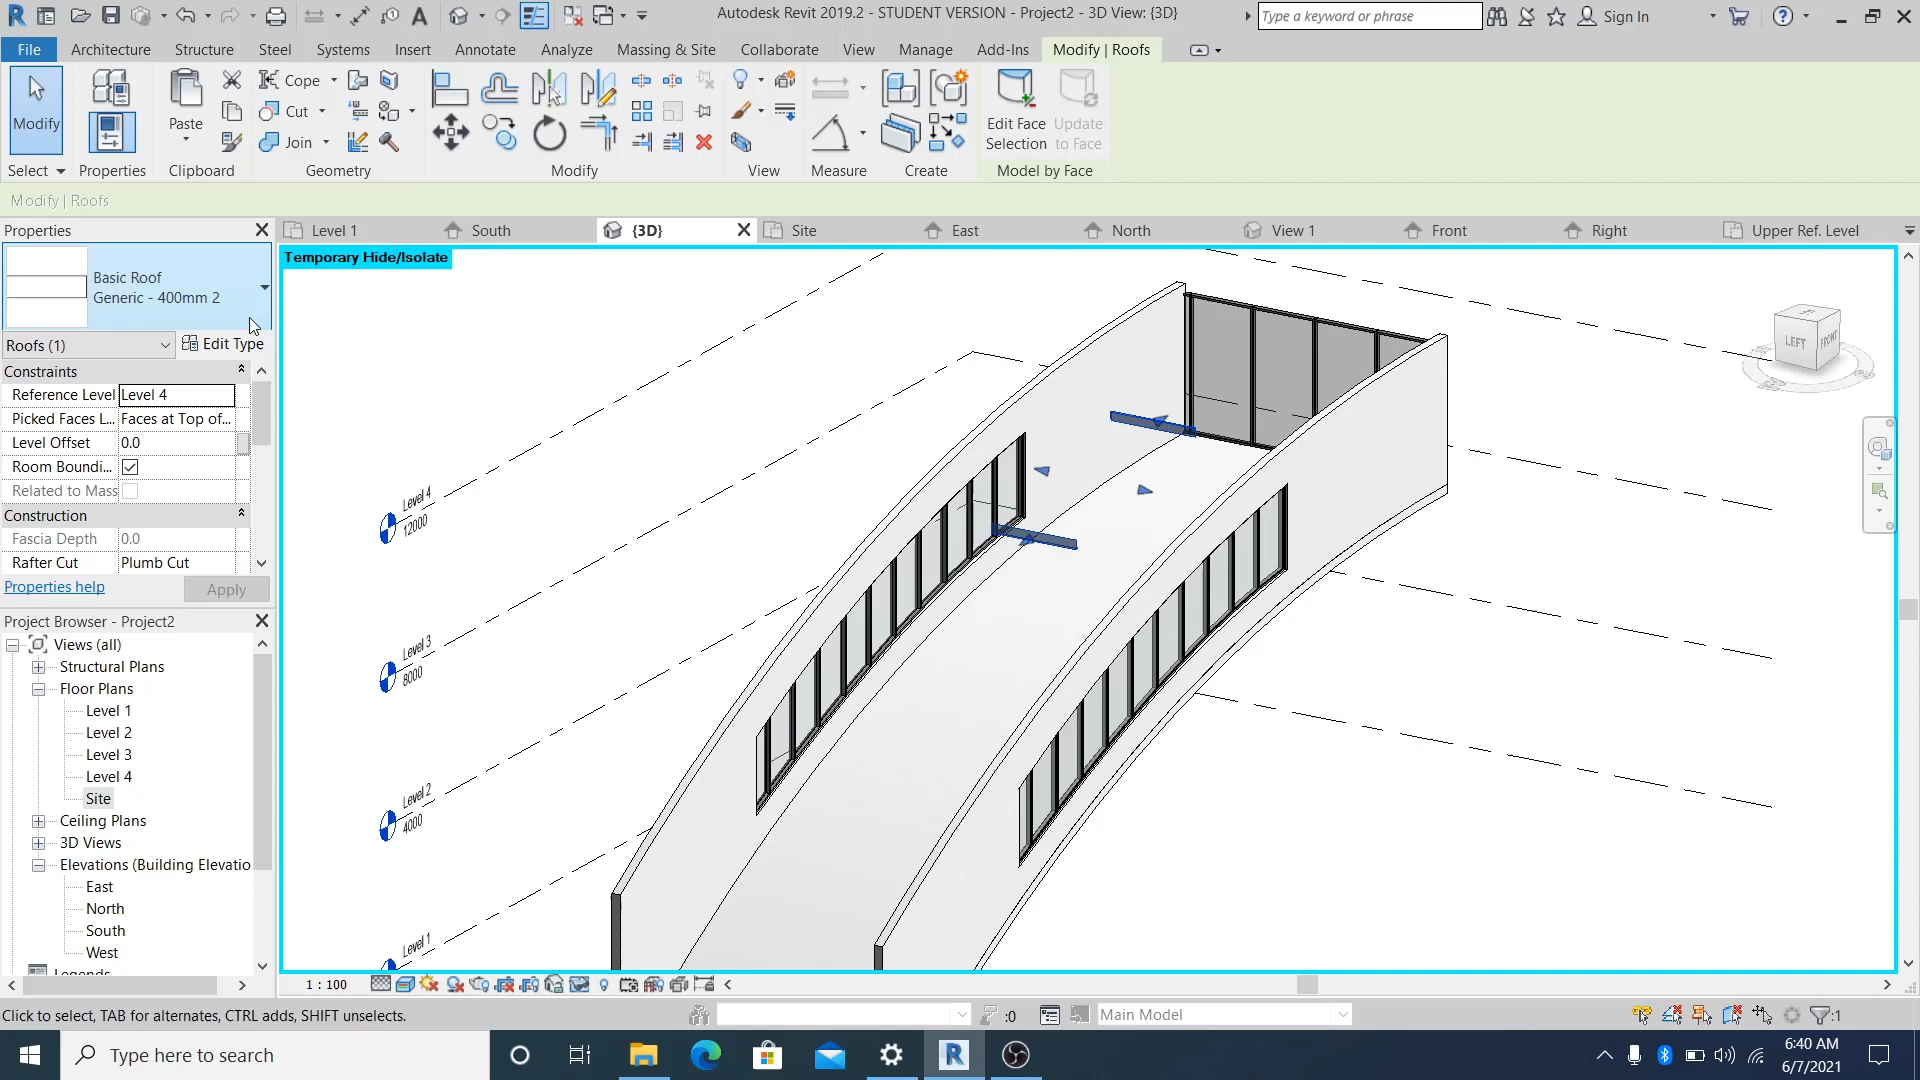 Autodesk Revit 2019.2 - STUDENT VERSION - Project2 - 3D View: {3D}
Type a keyword or phrase
Sign In
File Architecture Structure Steel Systems Insert Annotate Analyze Massing & Site Collaborate View Manage Add-Ins Modify | Roofs
Modify
Paste
Cope
Cut
Join
Edit Face Selection
Update to Face
Select Properties Clipboard Geometry Modify View Measure Create Model by Face
Modify | Roofs
Properties
Level 1 South {3D} Site East North View 1 Front Right Upper Ref. Level
Temporary Hide/Isolate
Basic Roof
Generic - 400mm 2
Roofs (1) Edit Type
Constraints
Reference Level Level 4
Picked Faces L... Faces at Top of...
Level Offset 0.0
Room Boundi...
Related to Mass
Construction
Fascia Depth 0.0
Rafter Cut Plumb Cut
Properties help Apply
Project Browser - Project2
Views (all)
Structural Plans
Floor Plans
Level 1
Level 2
Level 3
Level 4
Site
Ceiling Plans
3D Views
Elevations (Building Elevatio
East
North
South
West
Legends
Level 4
12000
Level 3
8000
Level 2
4000
Level 1
LEFT
FRONT
1 : 100
Click to select, TAB for alternates, CTRL adds, SHIFT unselects.
:0
Main Model
:1
Type here to search
6:40 AM
6/7/2021